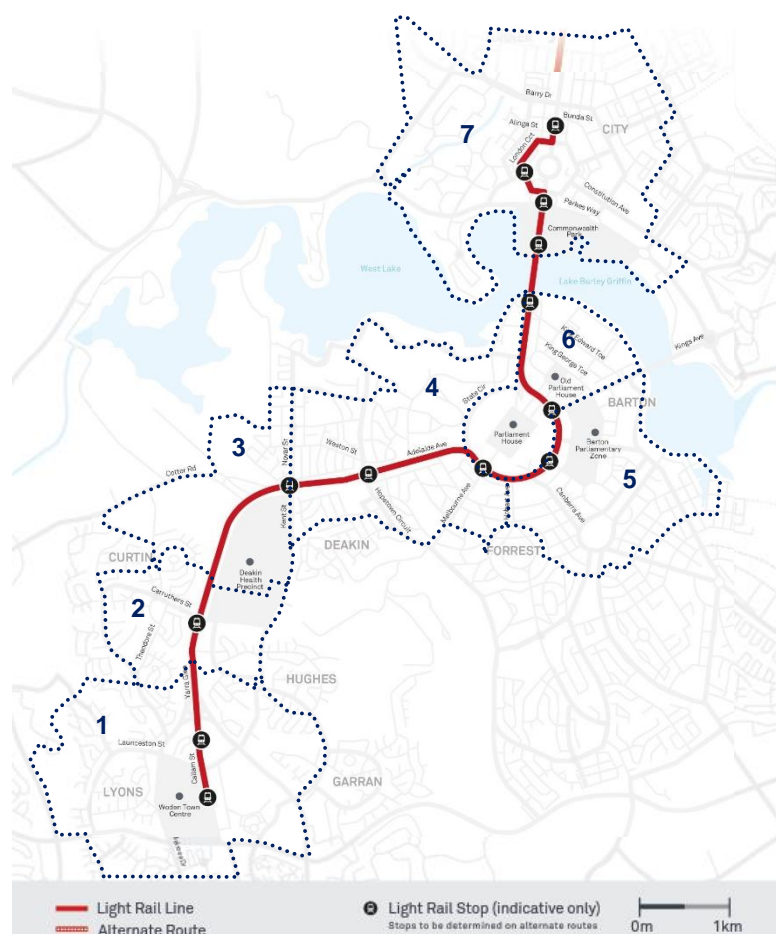 Barry Dr
Bunda St
Alinga St
CITY
7
London Cct
Constitution Ave
Parkes Way
Commonwealth
Park
West Lake
Lake Burley Griffin
6
King Edward Tce
King George Tce
Kings Ave
4
State Cir
Old
Parliament
House
BARTON
3
Novar St
Weston St
Adelaide Ave
Parliament
House
Barton
Parliamentary
Zone
5
Cotter Rd
Kent St
Hopetoun Circuit
Melbourne Ave
Canberra Ave
DEAKIN
FORREST
CURTIN
Deakin
Health
Precinct
2
Carruthers St
Theodore St
HUGHES
1
Launceston St
Callam St
LYONS
GARRAN
Woden Town
Centre
Light Rail Line
Alternate Route
Light Rail Stop (indicative only)
Stops to be determined on alternate routes
0m
1km